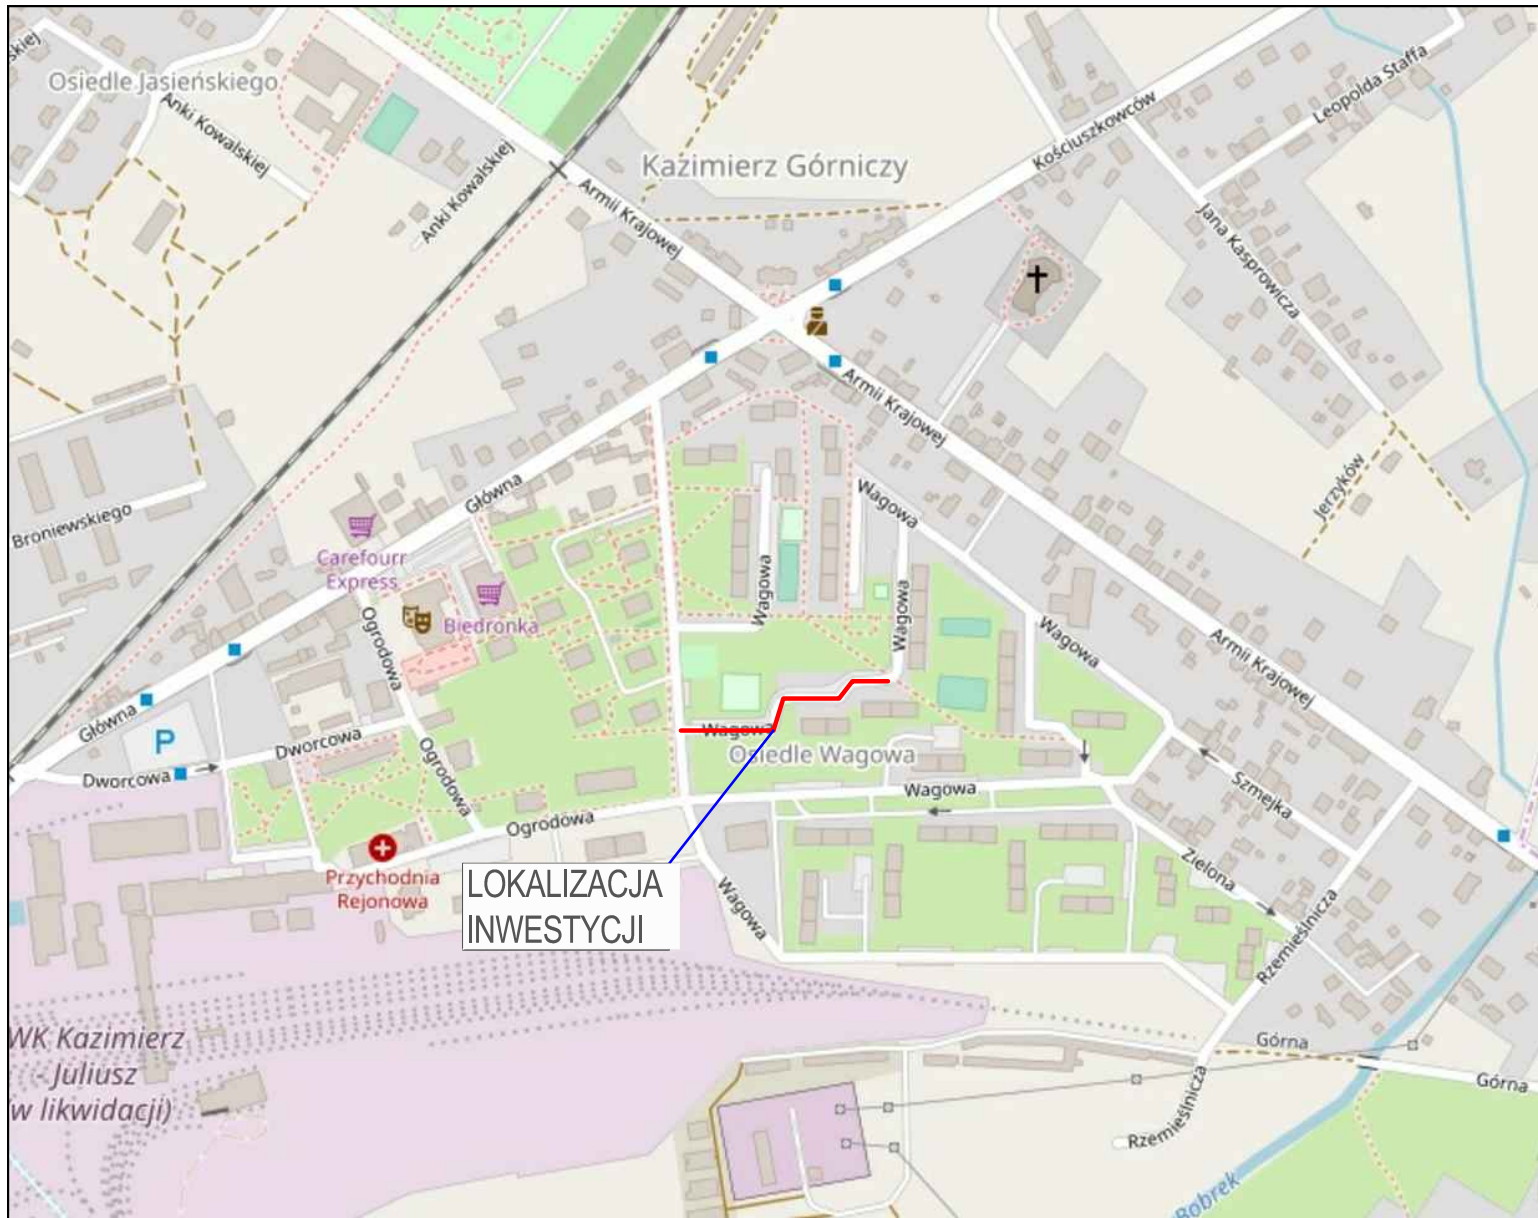 skiej
Osiedle Jasieńskiego
Anki Kowalskiej
Anki Kowalskiej
Kazimierz Górniczy
Armii Krajowej
Kościuszkowców
Leopolda Staffa
Jana Kasprowicza
Armii Krajowej
Jerzyków
Broniewskiego
Główna
Wagowa
Carefourr
Express
Biedronka
Ogrodowa
Wagowa
Wagowa
Wagowa
Armii Krajowej
Główna
P
Dworcowa
Dworcowa
Ogrodowa
Wagowa
Osiedle Wagowa
Wagowa
Szmejka
Ogrodowa
Zielona
Przychodnia
Rejonowa
LOKALIZACJA
INWESTYCJI
Wagowa
Rzemieślnicza
WK Kazimierz
- Juliusz
w likwidacji)
Górna
Górna
Rzemieślnicza
Bobrek